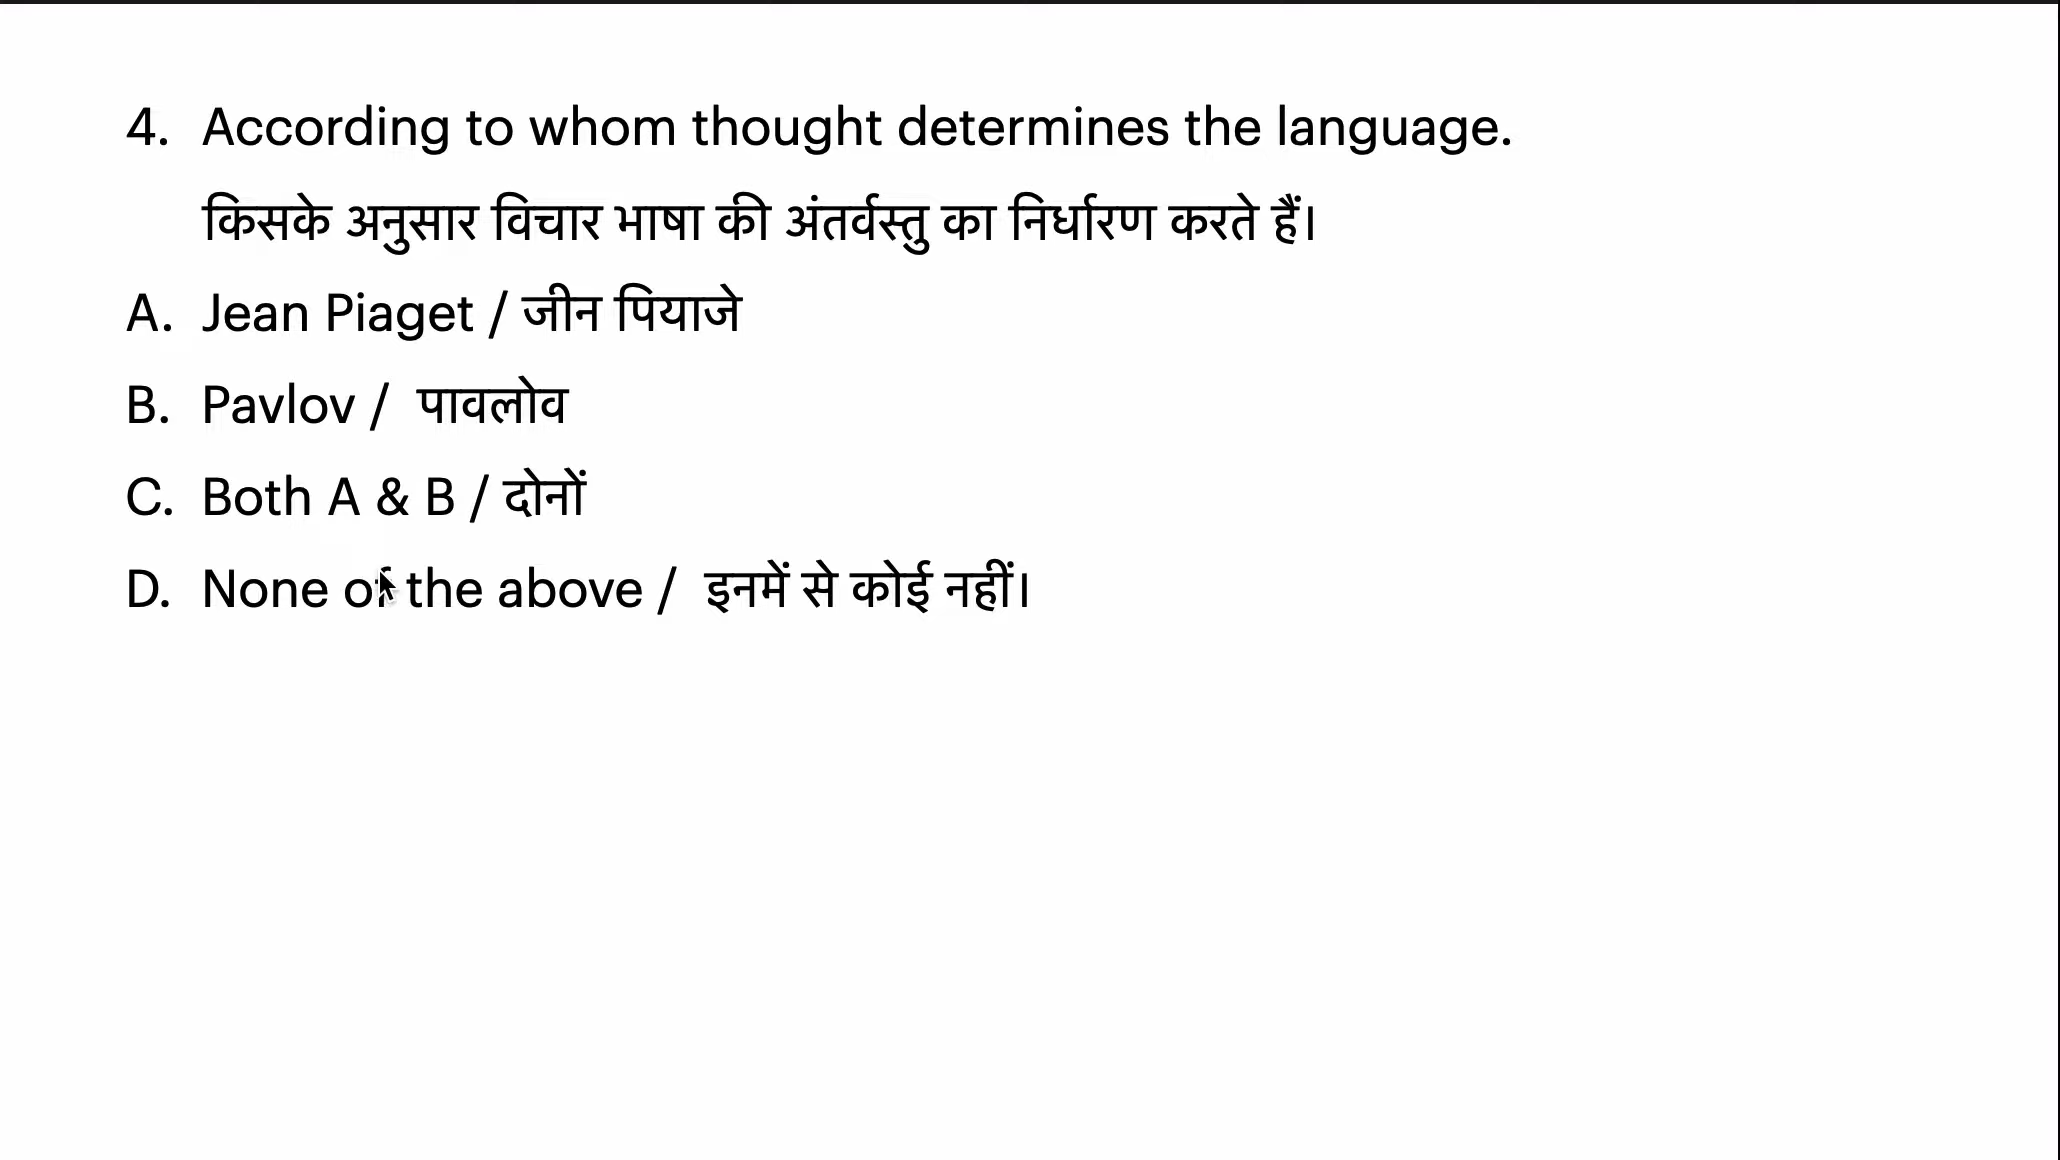 4. According to whom thought determines the language.
किसके अनुसार विचार भाषा की अंतर्वस्तु का निर्धारण करते हैं।
A. Jean Piaget / जीन पियाजे
B. Pavlov / पावलोव
C. Both A & B / दोनों
D. None of the above / इनमें से कोई नहीं।